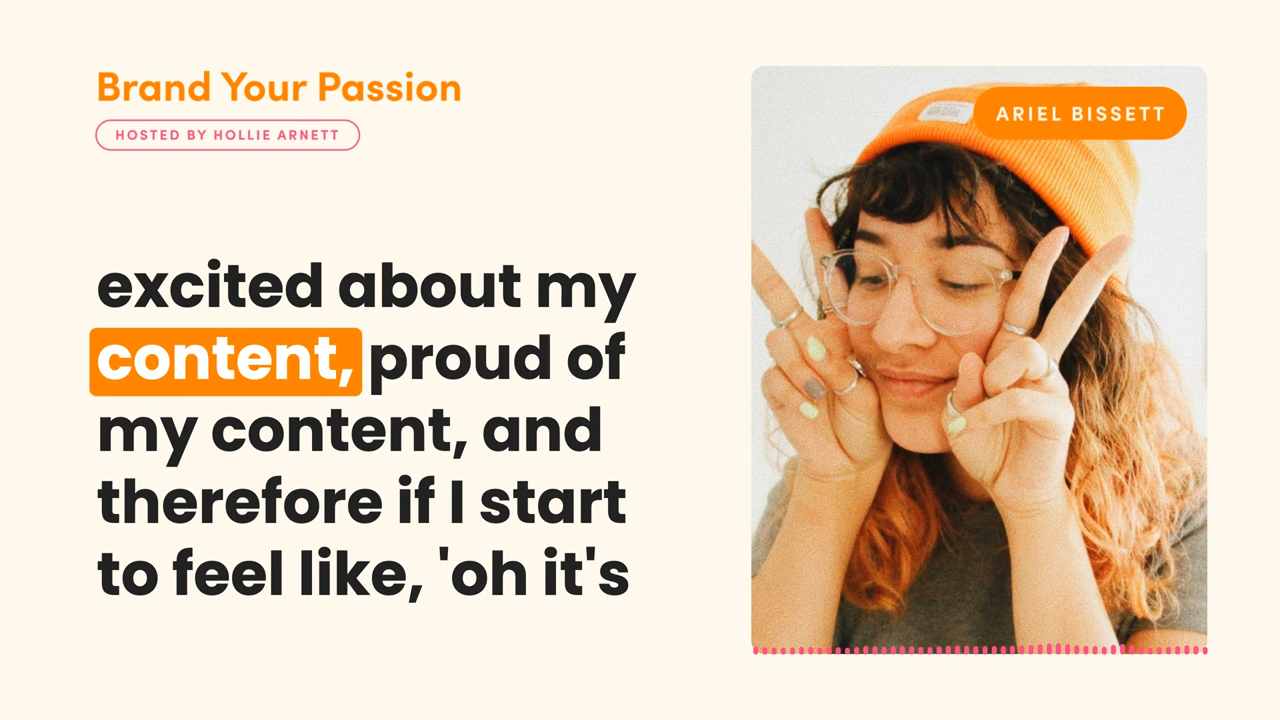 Brand Your Passion
HOSTED BY HOLLIE ARNETT
ARIEL BISSETT
excited about my
content, proud of
my content, and
therefore if I start
to feel like, 'oh it's